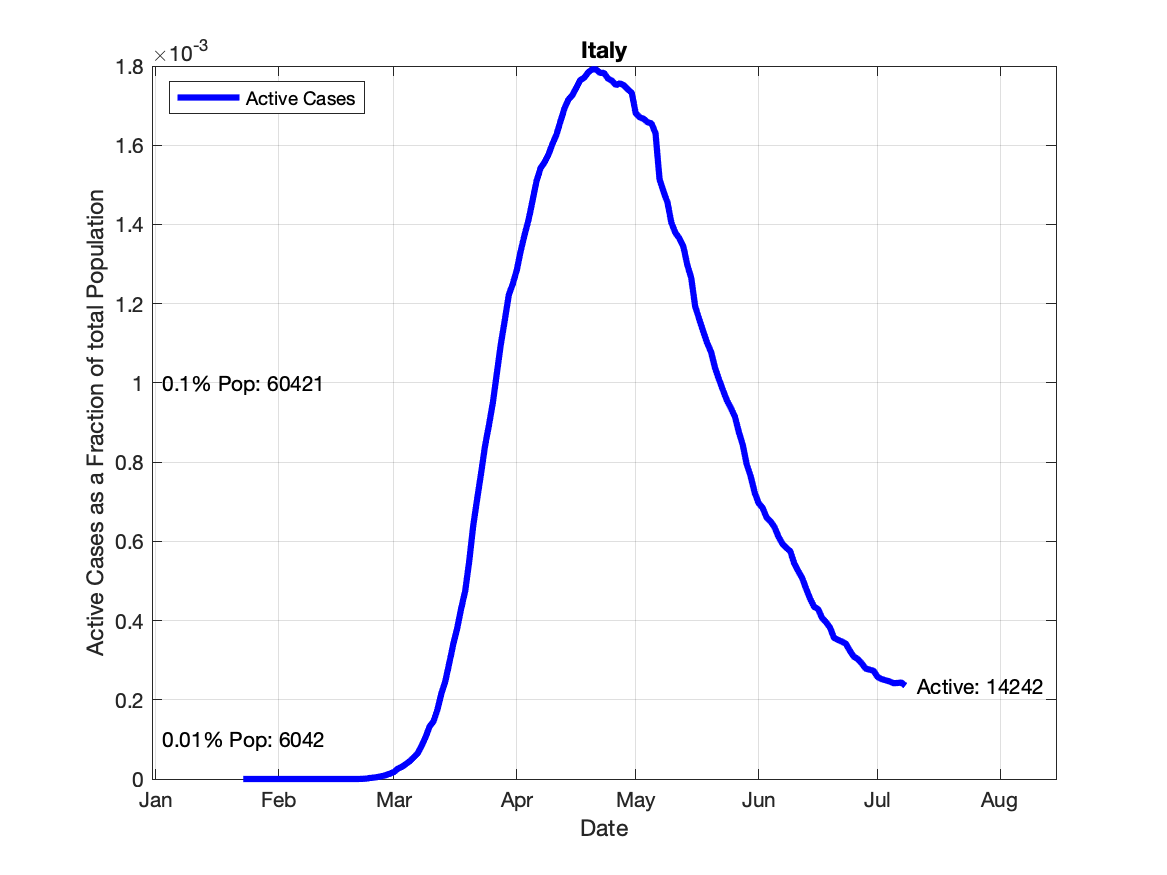 Italy
×10-3
1.8
1.6
1.4
1.2
1
0.8
0.6
0.4
0.2
0
Active Cases as a Fraction of total Population
Active Cases
0.1% Pop: 60421
0.01% Pop: 6042
Active: 14242
Jan Feb Mar Apr May Jun Jul Aug
Date